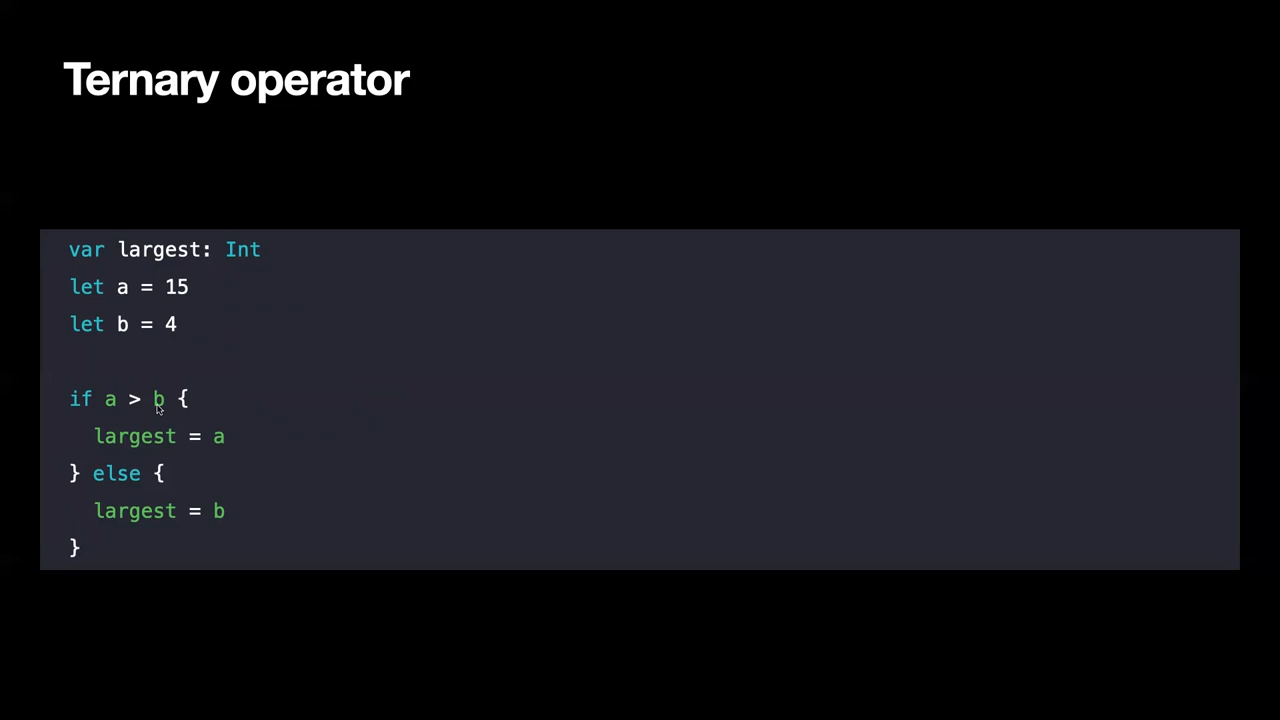 Ternary operator
var largest: Int
let a = 15
let b = 4
if a > b {
  largest = a
} else {
  largest = b
}